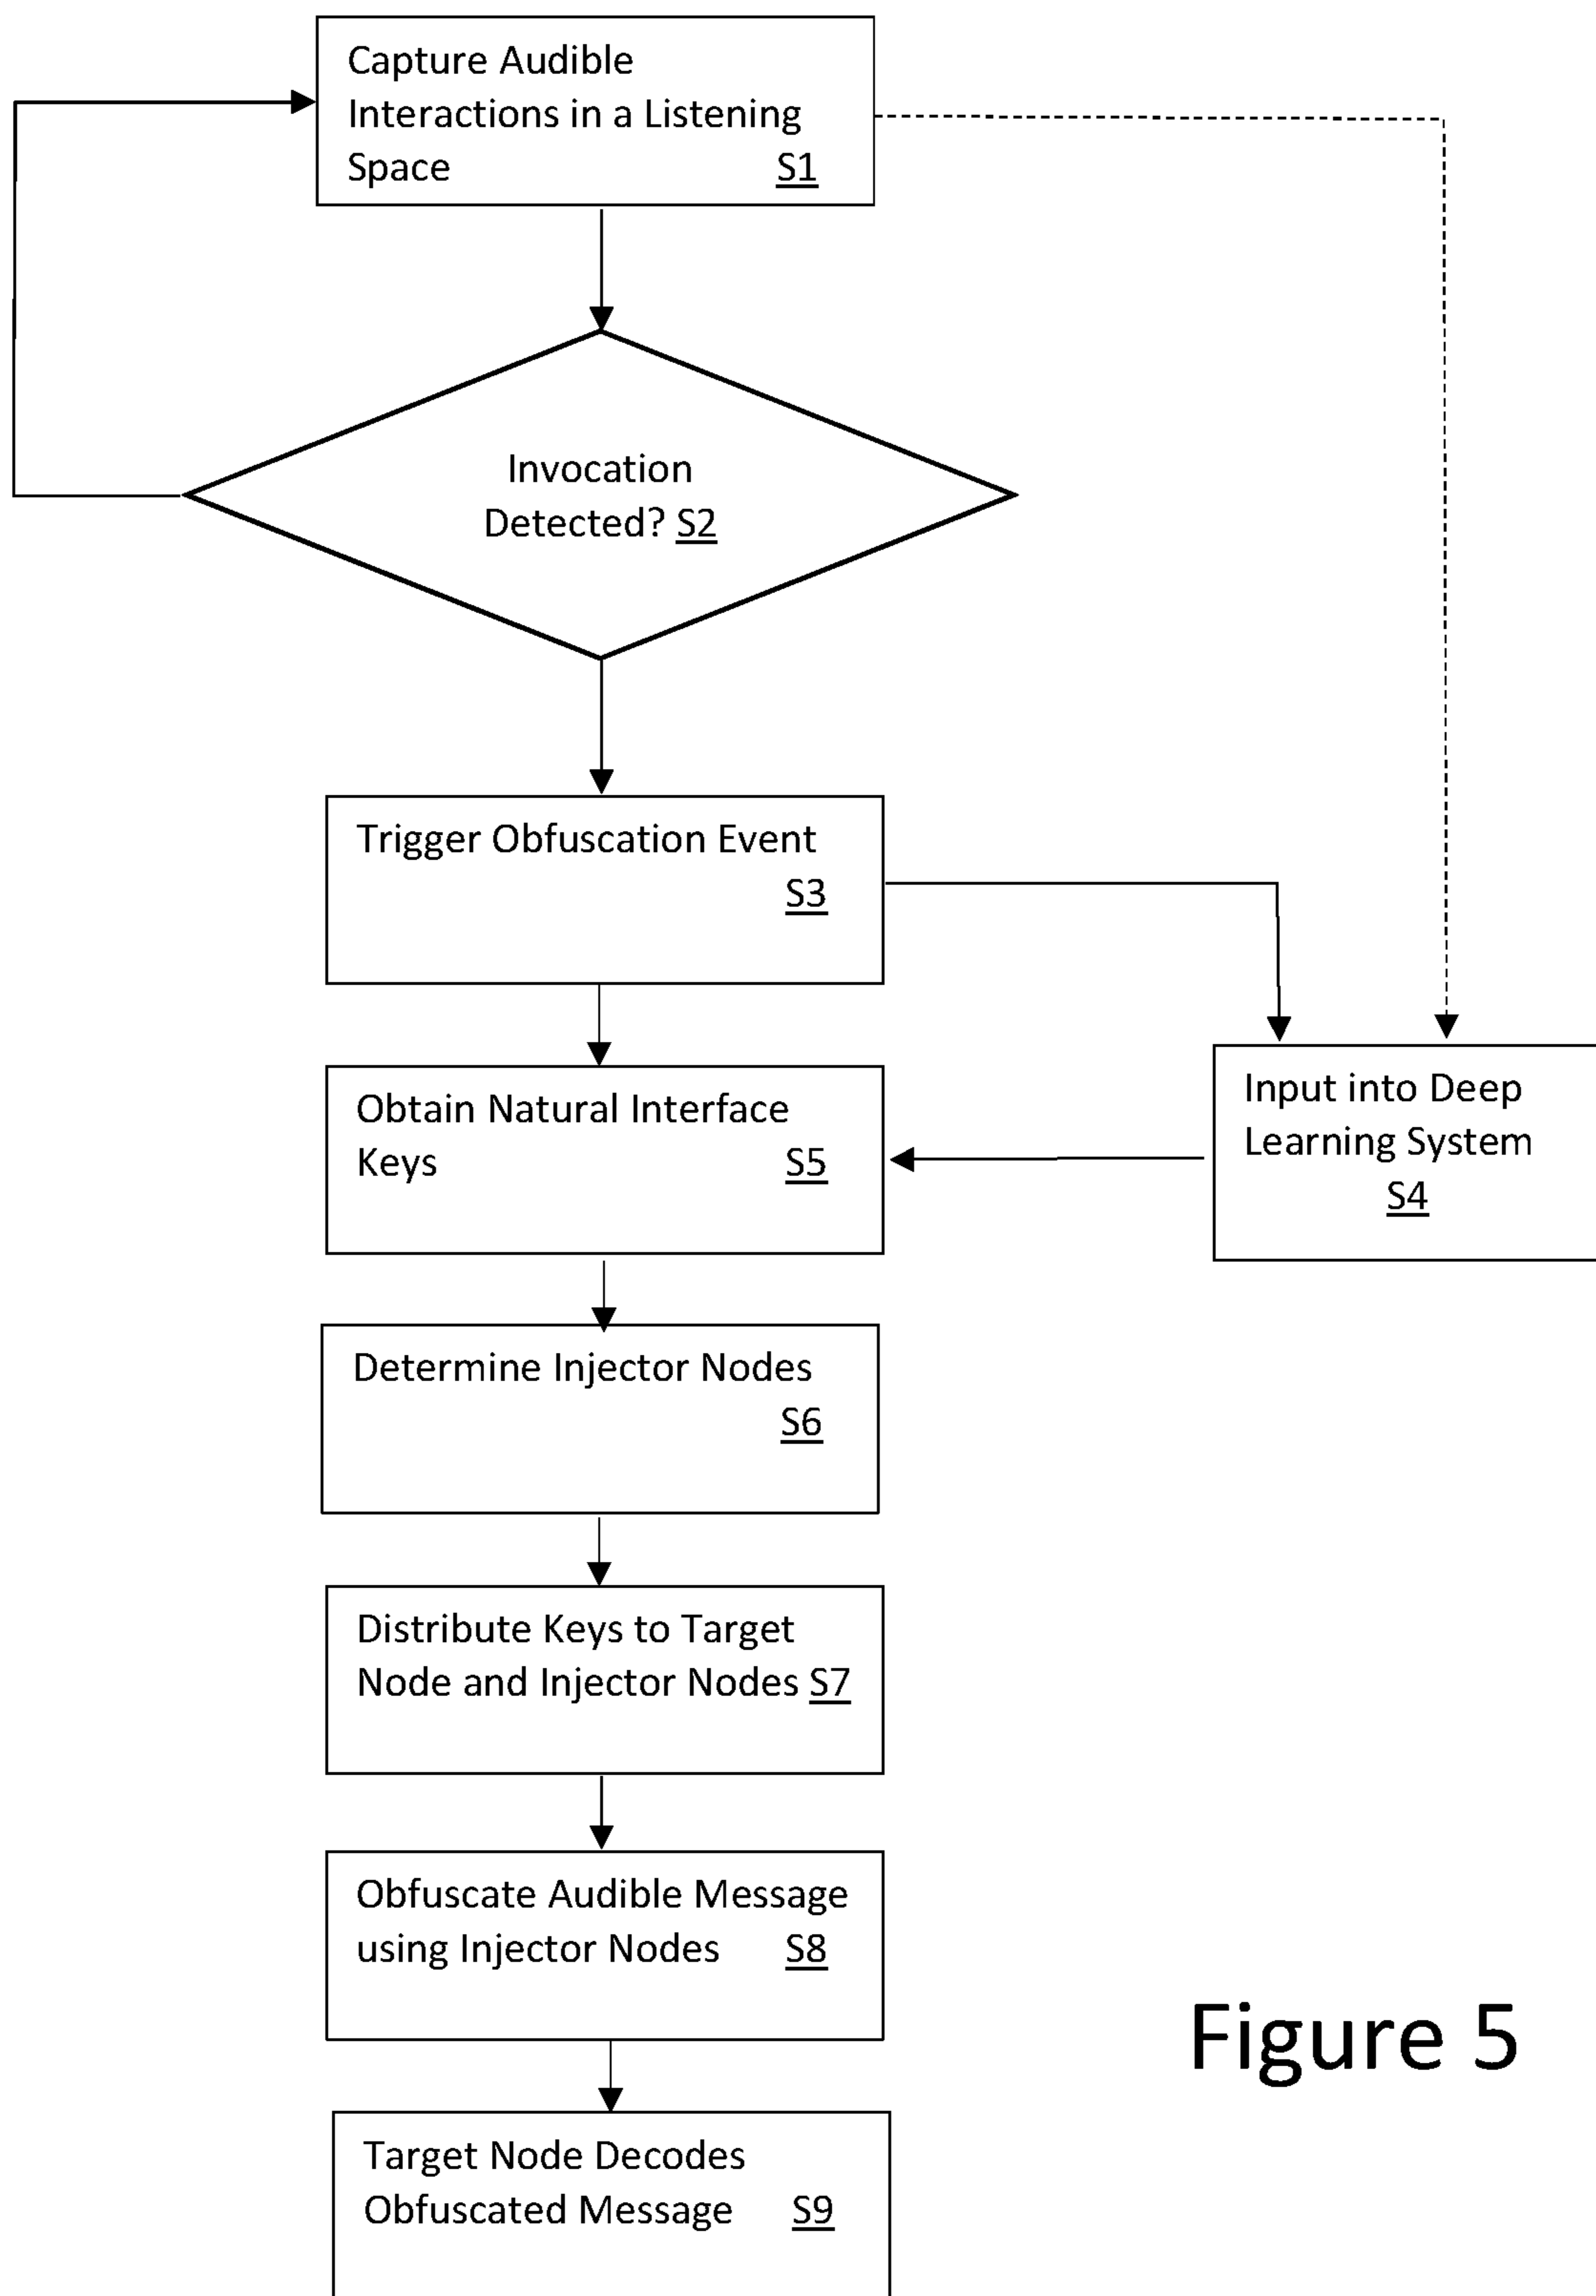 Capture Audible
Interactions in a Listening
Space S1
Invocation
Detected? S2
Trigger Obfuscation Event
S3
Obtain Natural Interface
Keys S5
Input into Deep
Learning System
S4
Determine Injector Nodes
S6
Distribute Keys to Target
Node and Injector Nodes S7
Obfuscate Audible Message
using Injector Nodes S8
Target Node Decodes
Obfuscated Message S9
Figure 5